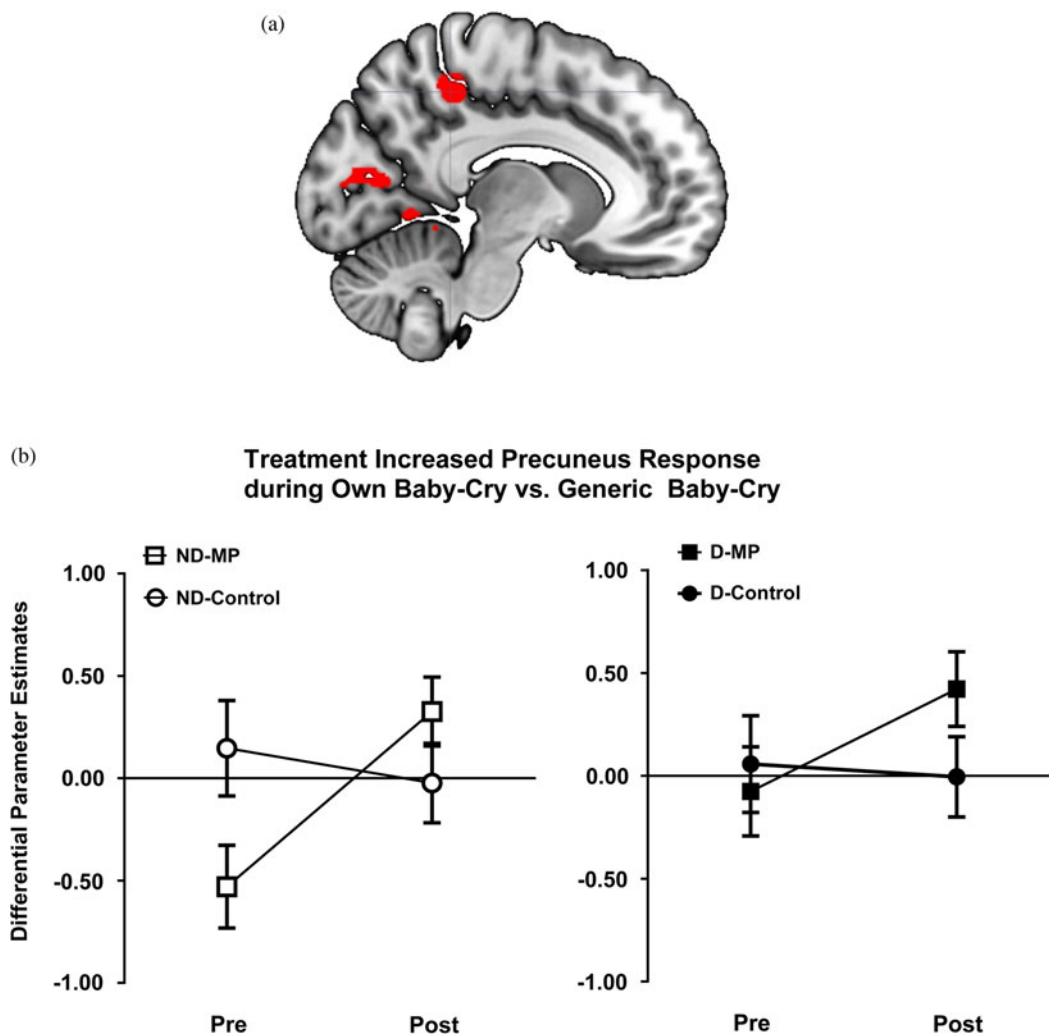 (a)
(b)
Treatment Increased Precuneus Response
during Own Baby-Cry vs. Generic Baby-Cry
Differential Parameter Estimates
ND-MP
ND-Control
1.00
0.50
0.00
-0.50
-1.00
Pre Post
D-MP
D-Control
1.00
0.50
0.00
-0.50
-1.00
Pre Post